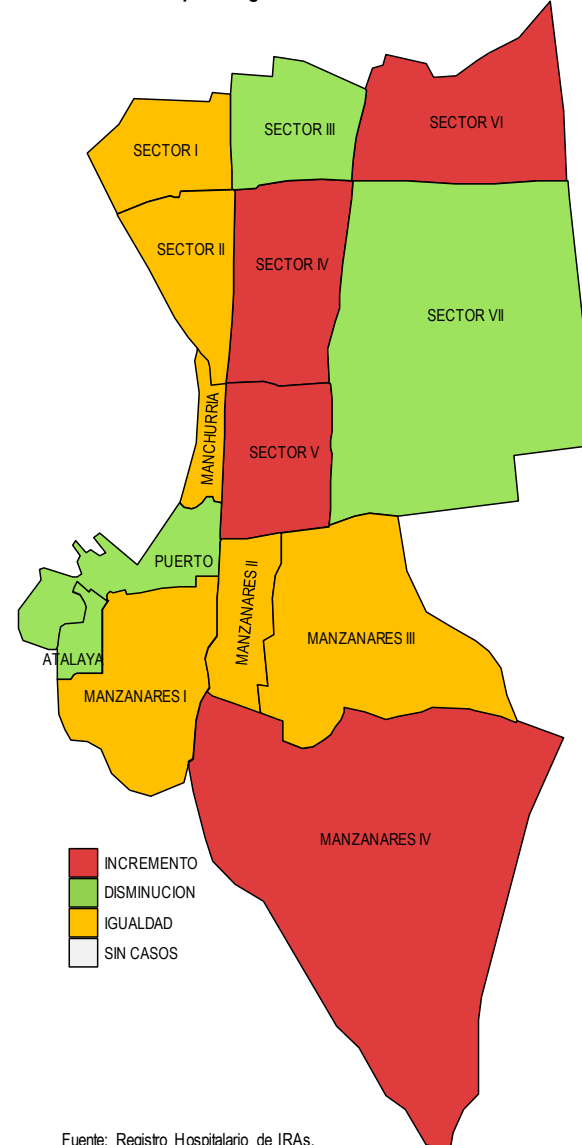 SECTOR VI
SECTOR III
SECTOR I
SECTOR II
SECTOR IV
SECTOR VII
MANCHURRIA
SECTOR V
PUERTO
MANZANARES II
MANZANARES III
ATALAYA
MANZANARES I
MANZANARES IV
INCREMENTO
DISMINUCION
IGUALDAD
SIN CASOS
Fuente: Registro Hospitalario de IRAs.